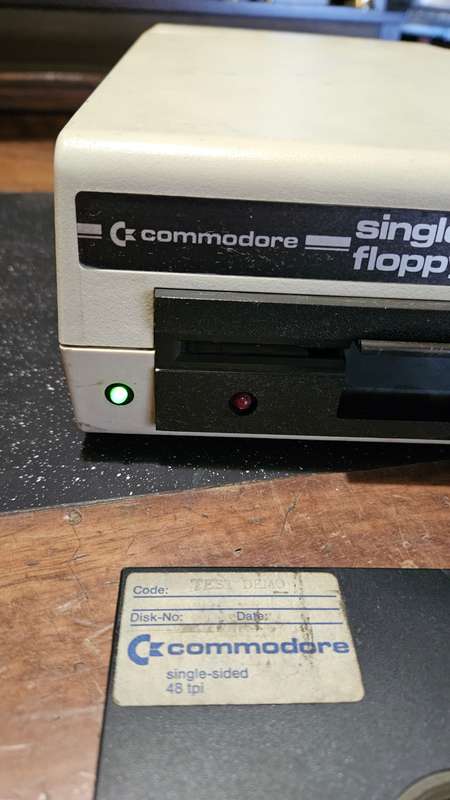 commodore
single
floppy
Code: TEST DEMO
Disk-No: Date:
commodore
single-sided
48 tpi